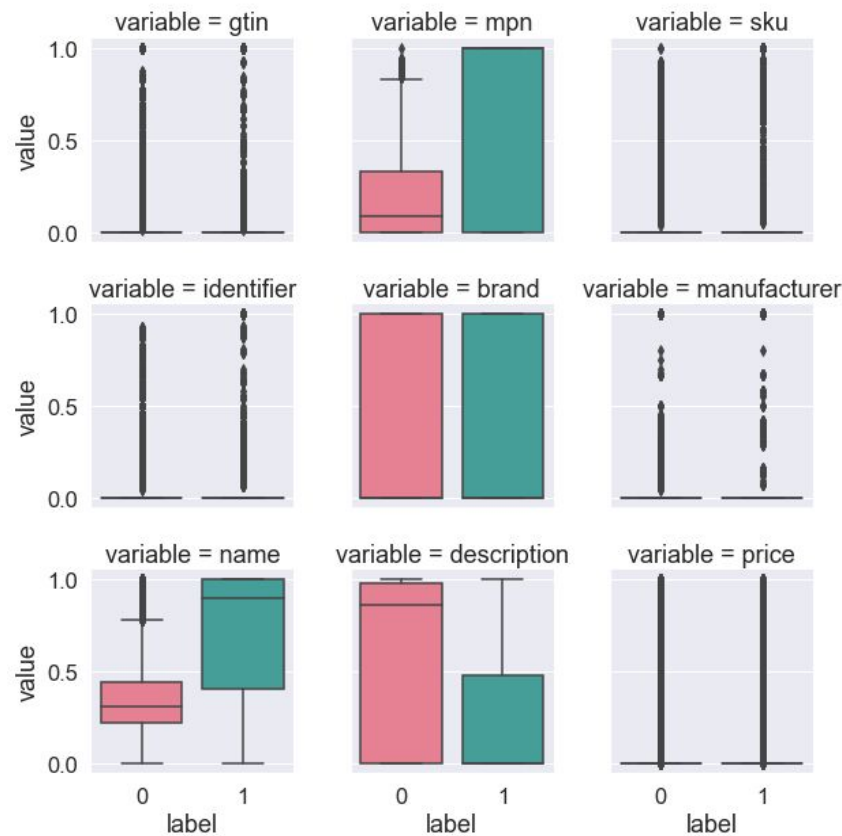 variable = gtin
variable = mpn
variable = sku
1.0
value
0.5
0.0
variable = identifier
variable = brand
variable = manufacturer
1.0
value
0.5
0.0
variable = name
variable = description
variable = price
1.0
value
0.5
0.0
0 1
0 1
0 1
label
label
label